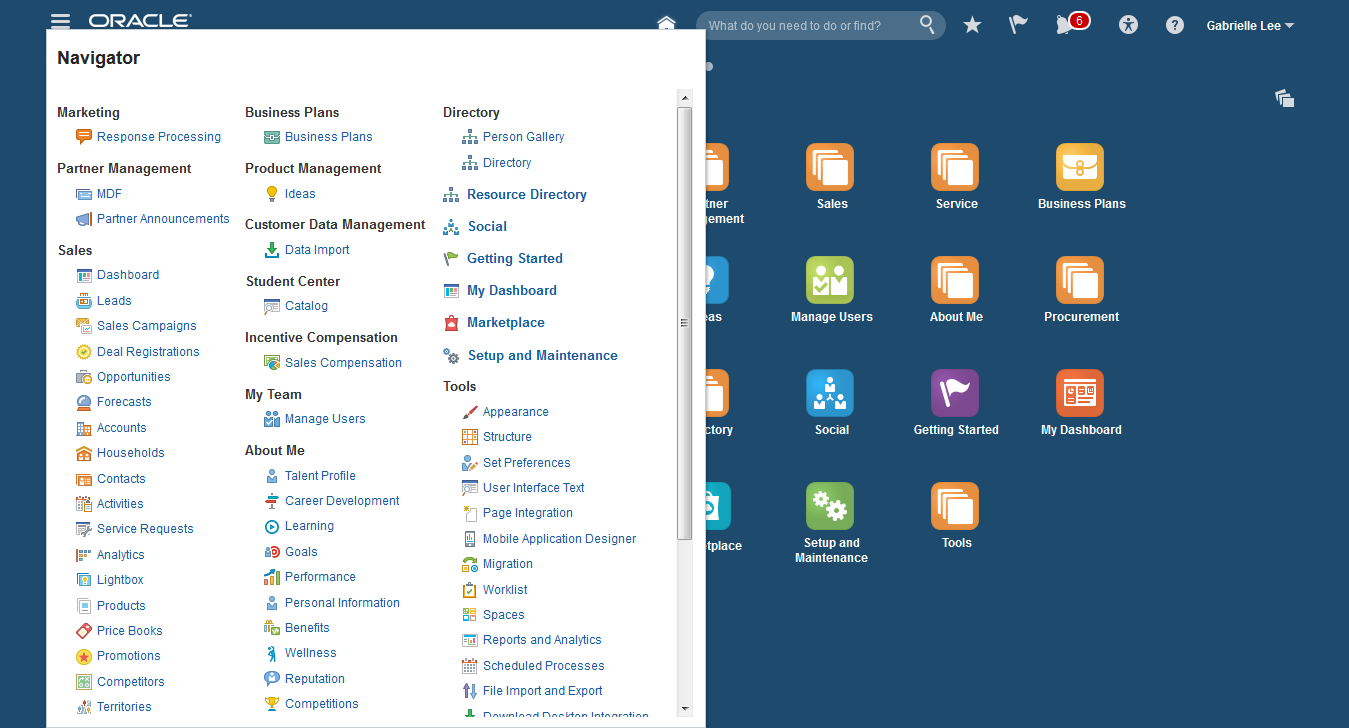 ORACLE
What do you need to do or find?
6
Gabrielle Lee
Navigator
Marketing
Response Processing
Partner Management
MDF
Partner Announcements
Sales
Dashboard
Leads
Sales Campaigns
Deal Registrations
Opportunities
Forecasts
Accounts
Households
Contacts
Activities
Service Requests
Analytics
Lightbox
Products
Price Books
Promotions
Competitors
Territories
Business Plans
Business Plans
Product Management
Ideas
Customer Data Management
Data Import
Student Center
Catalog
Incentive Compensation
Sales Compensation
My Team
Manage Users
About Me
Talent Profile
Career Development
Learning
Goals
Performance
Personal Information
Benefits
Wellness
Reputation
Competitions
Directory
Person Gallery
Directory
Resource Directory
Social
Getting Started
My Dashboard
Marketplace
Setup and Maintenance
Tools
Appearance
Structure
Set Preferences
User Interface Text
Page Integration
Mobile Application Designer
Migration
Worklist
Spaces
Reports and Analytics
Scheduled Processes
File Import and Export
Download Desktop Integration
tner
gement
Sales
Service
Business Plans
eas
Manage Users
About Me
Procurement
ctory
Social
Getting Started
My Dashboard
etplace
Setup and
Maintenance
Tools